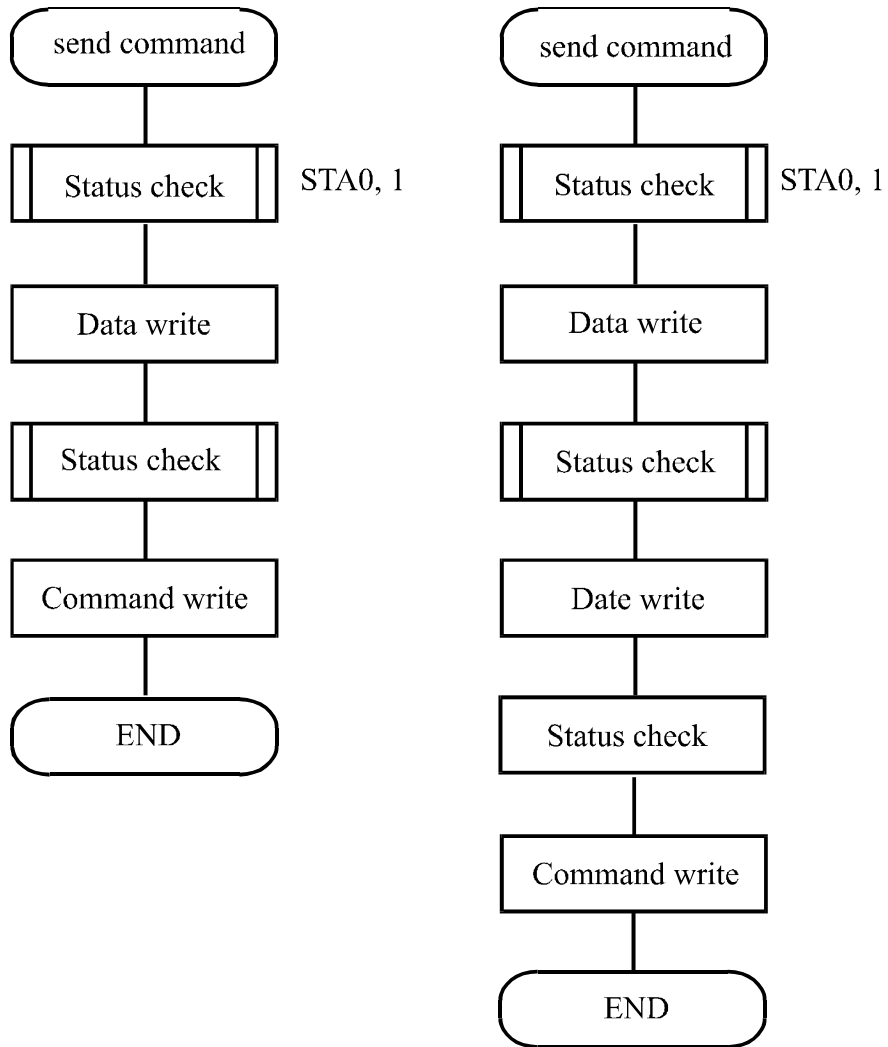 send command
Status check
STA0, 1
Data write
Status check
Command write
END
send command
Status check
STA0, 1
Data write
Status check
Date write
Status check
Command write
END